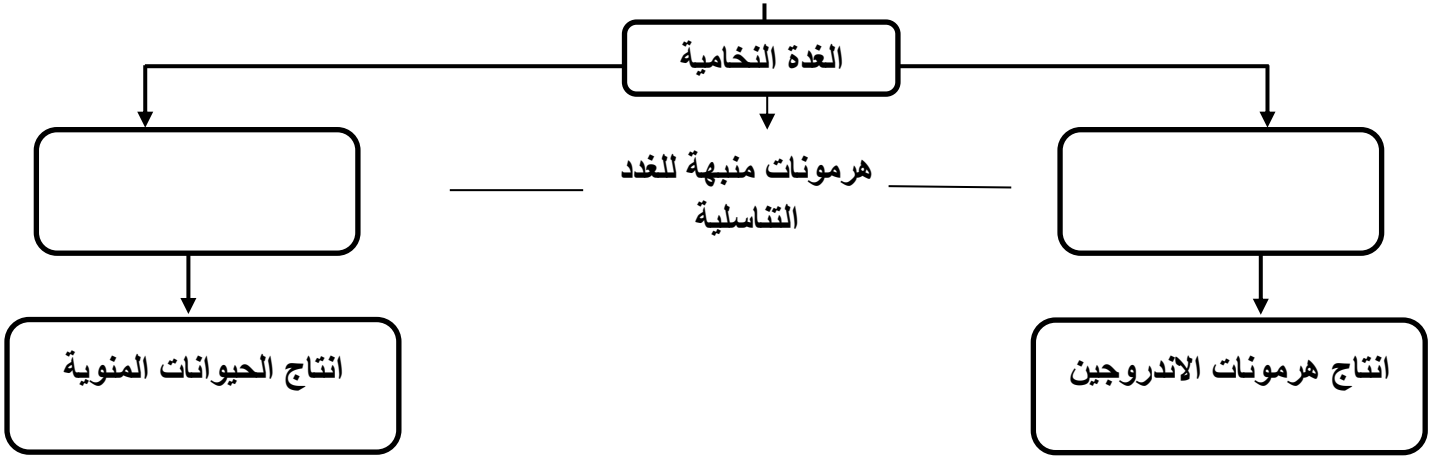 الغدة النخامية
هرمونات منبهة للغدد
التناسلية
انتاج هرمونات الاندروجين
انتاج الحيوانات المنوية